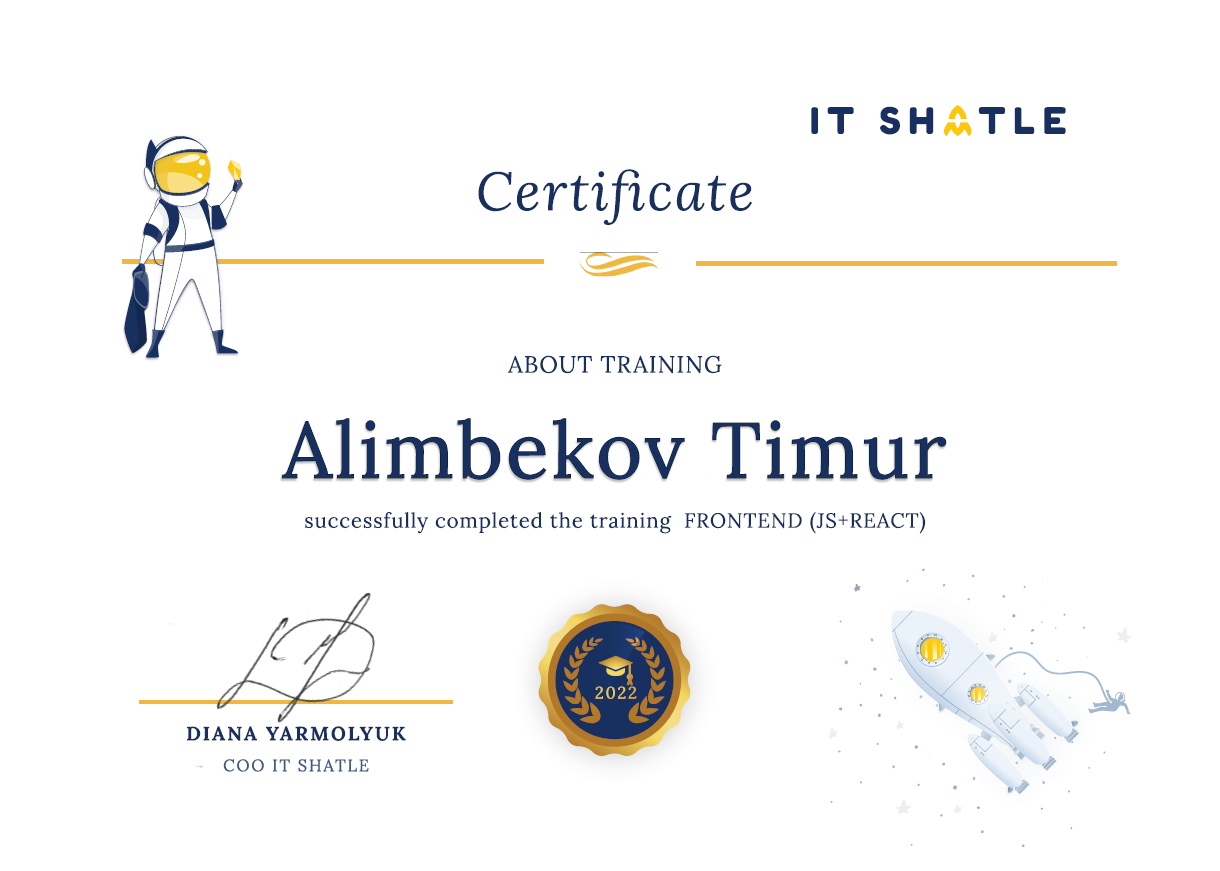 IT SHATLE
Certificate
ABOUT TRAINING
Alimbekov Timur
successfully completed the training FRONTEND (JS+REACT)
2022
DIANA YARMOLYUK
COO IT SHATLE